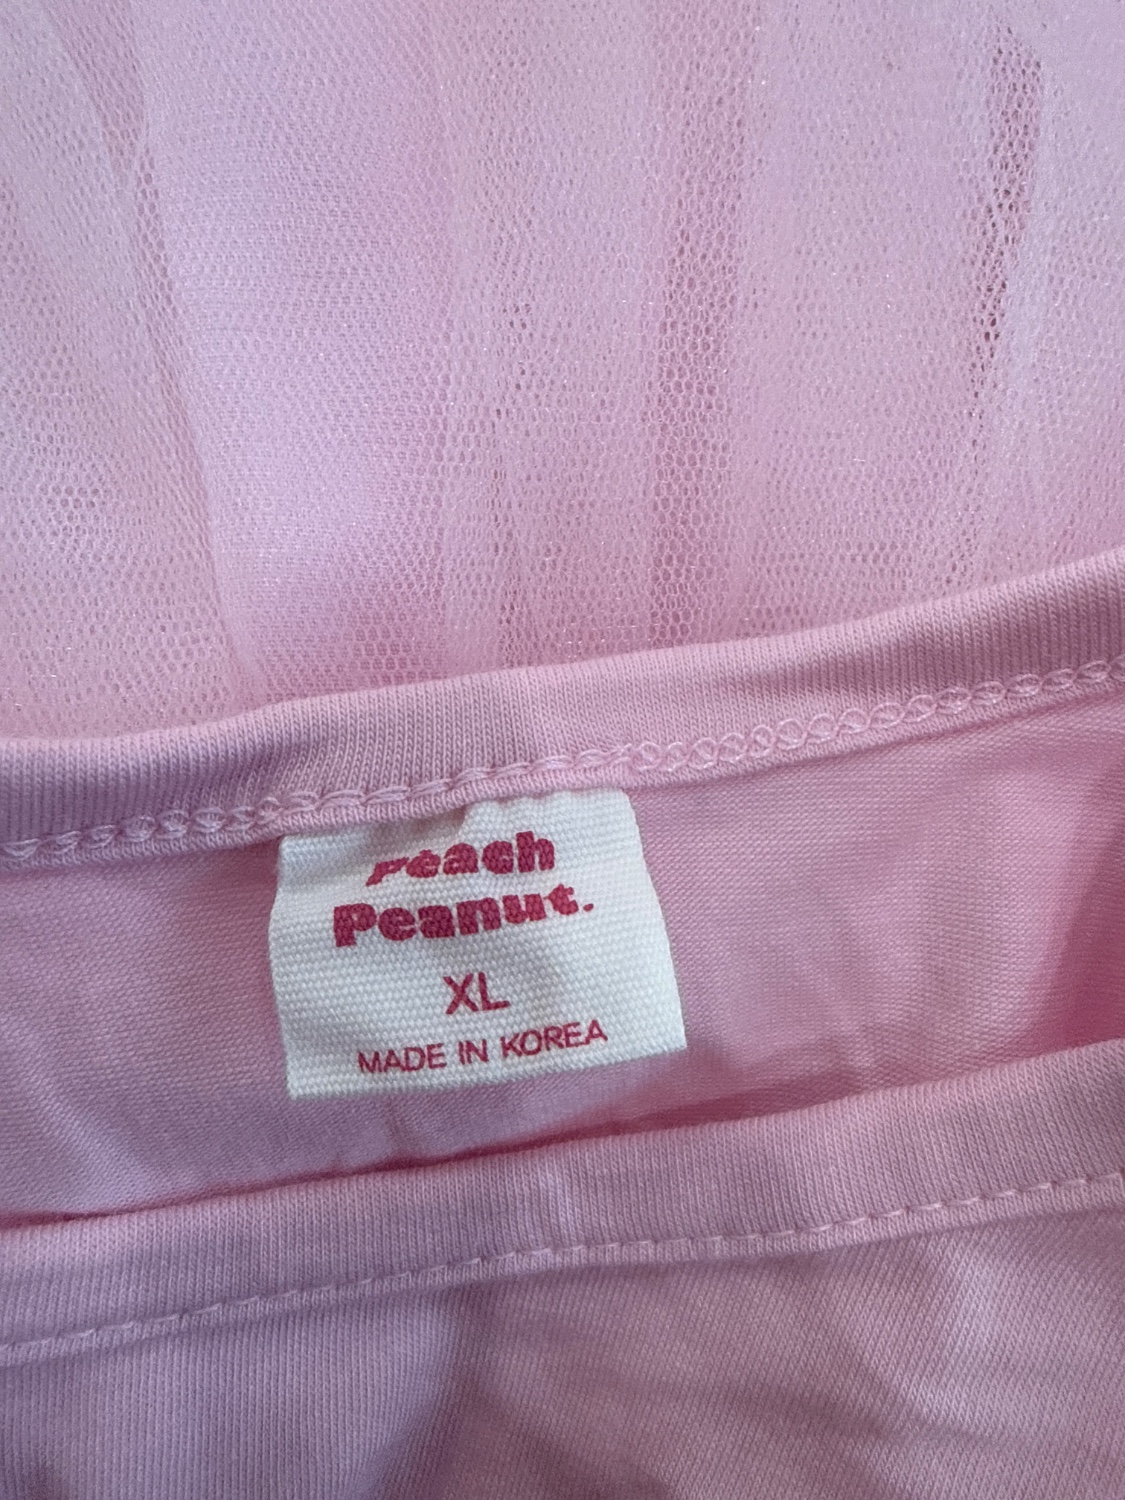 Peach
Peanut.
XL
MADE IN KOREA